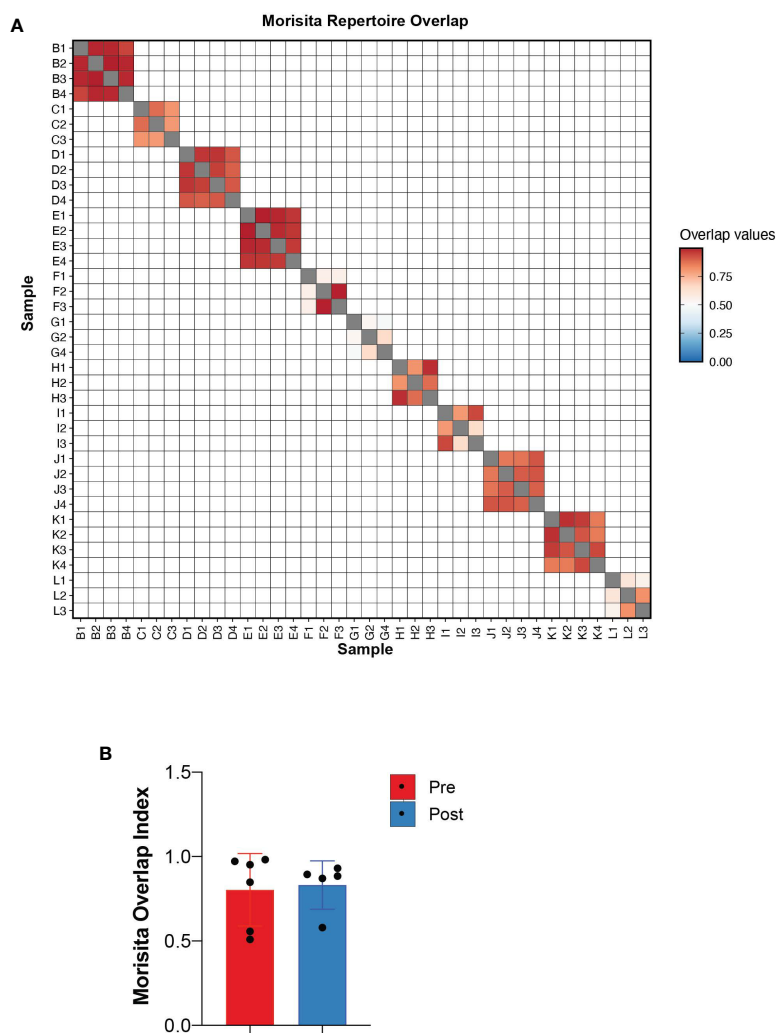 A
Morisita Repertoire Overlap
Sample
B1
B2
B3
B4
C1
C2
C3
D1
D2
D3
D4
E1
E2
E3
E4
F1
F2
F3
G1
G2
G4
H1
H2
H3
I1
I2
I3
J1
J2
J3
J4
K1
K2
K3
K4
L1
L2
L3
B1 B2 B3 B4 C1 C2 C3 D1 D2 D3 D4 E1 E2 E3 E4 F1 F2 F3 G1 G2 G4 H1 H2 H3 I1 I2 I3 J1 J2 J3 J4 K1 K2 K3 K4 L1 L2 L3
Sample
Overlap values
0.75
0.50
0.25
0.00
B
Morisita Overlap Index
1.5
1.0
0.5
0.0
Pre
Post